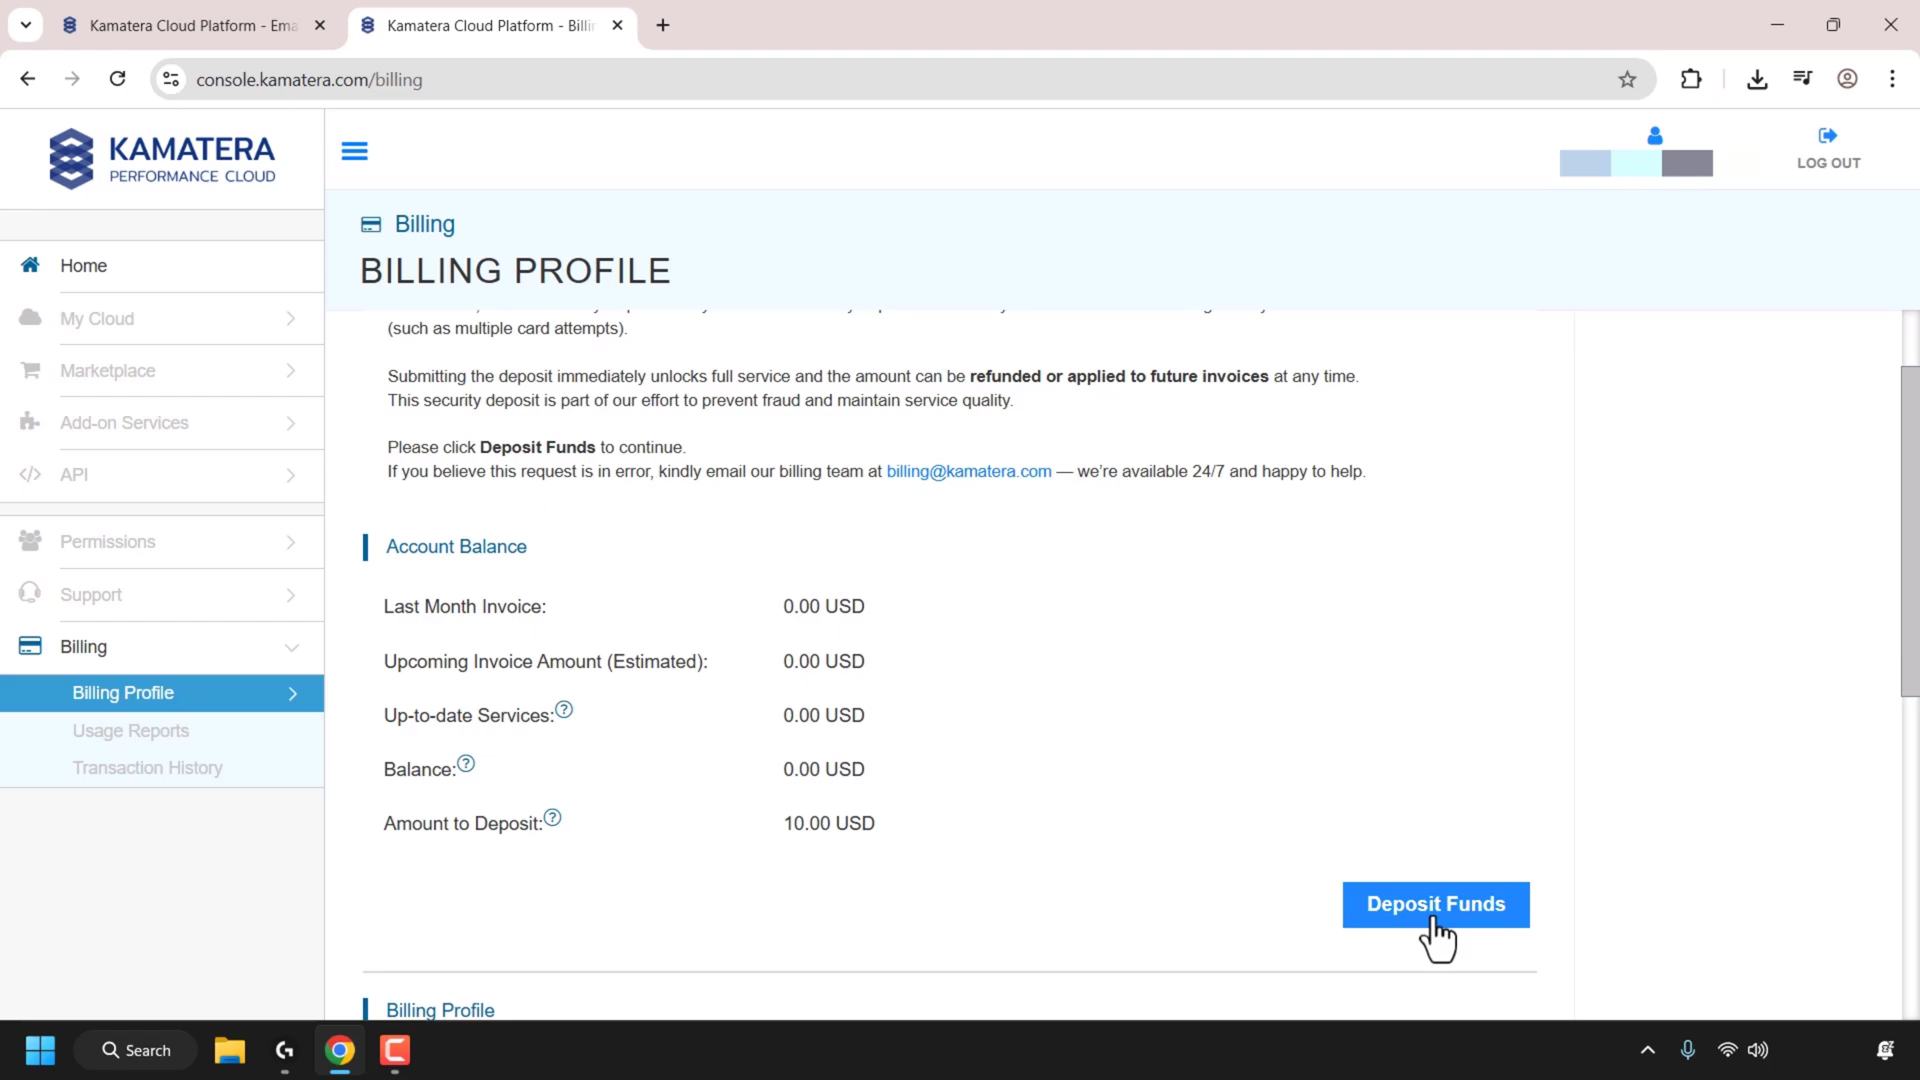 Kamatera Cloud Platform - Ema
Kamatera Cloud Platform - Billin
console.kamatera.com/billing
KAMATERA
PERFORMANCE CLOUD
LOG OUT
Billing
BILLING PROFILE
Home
My Cloud
Marketplace
Add-on Services
API
Permissions
Support
Billing
Billing Profile
Usage Reports
Transaction History
(such as multiple card attempts).
Submitting the deposit immediately unlocks full service and the amount can be refunded or applied to future invoices at any time.
This security deposit is part of our effort to prevent fraud and maintain service quality.
Please click Deposit Funds to continue.
If you believe this request is in error, kindly email our billing team at billing@kamatera.com — we're available 24/7 and happy to help.
Account Balance
Last Month Invoice: 0.00 USD
Upcoming Invoice Amount (Estimated): 0.00 USD
Up-to-date Services: ? 0.00 USD
Balance: ? 0.00 USD
Amount to Deposit: ? 10.00 USD
Deposit Funds
Billing Profile
Search